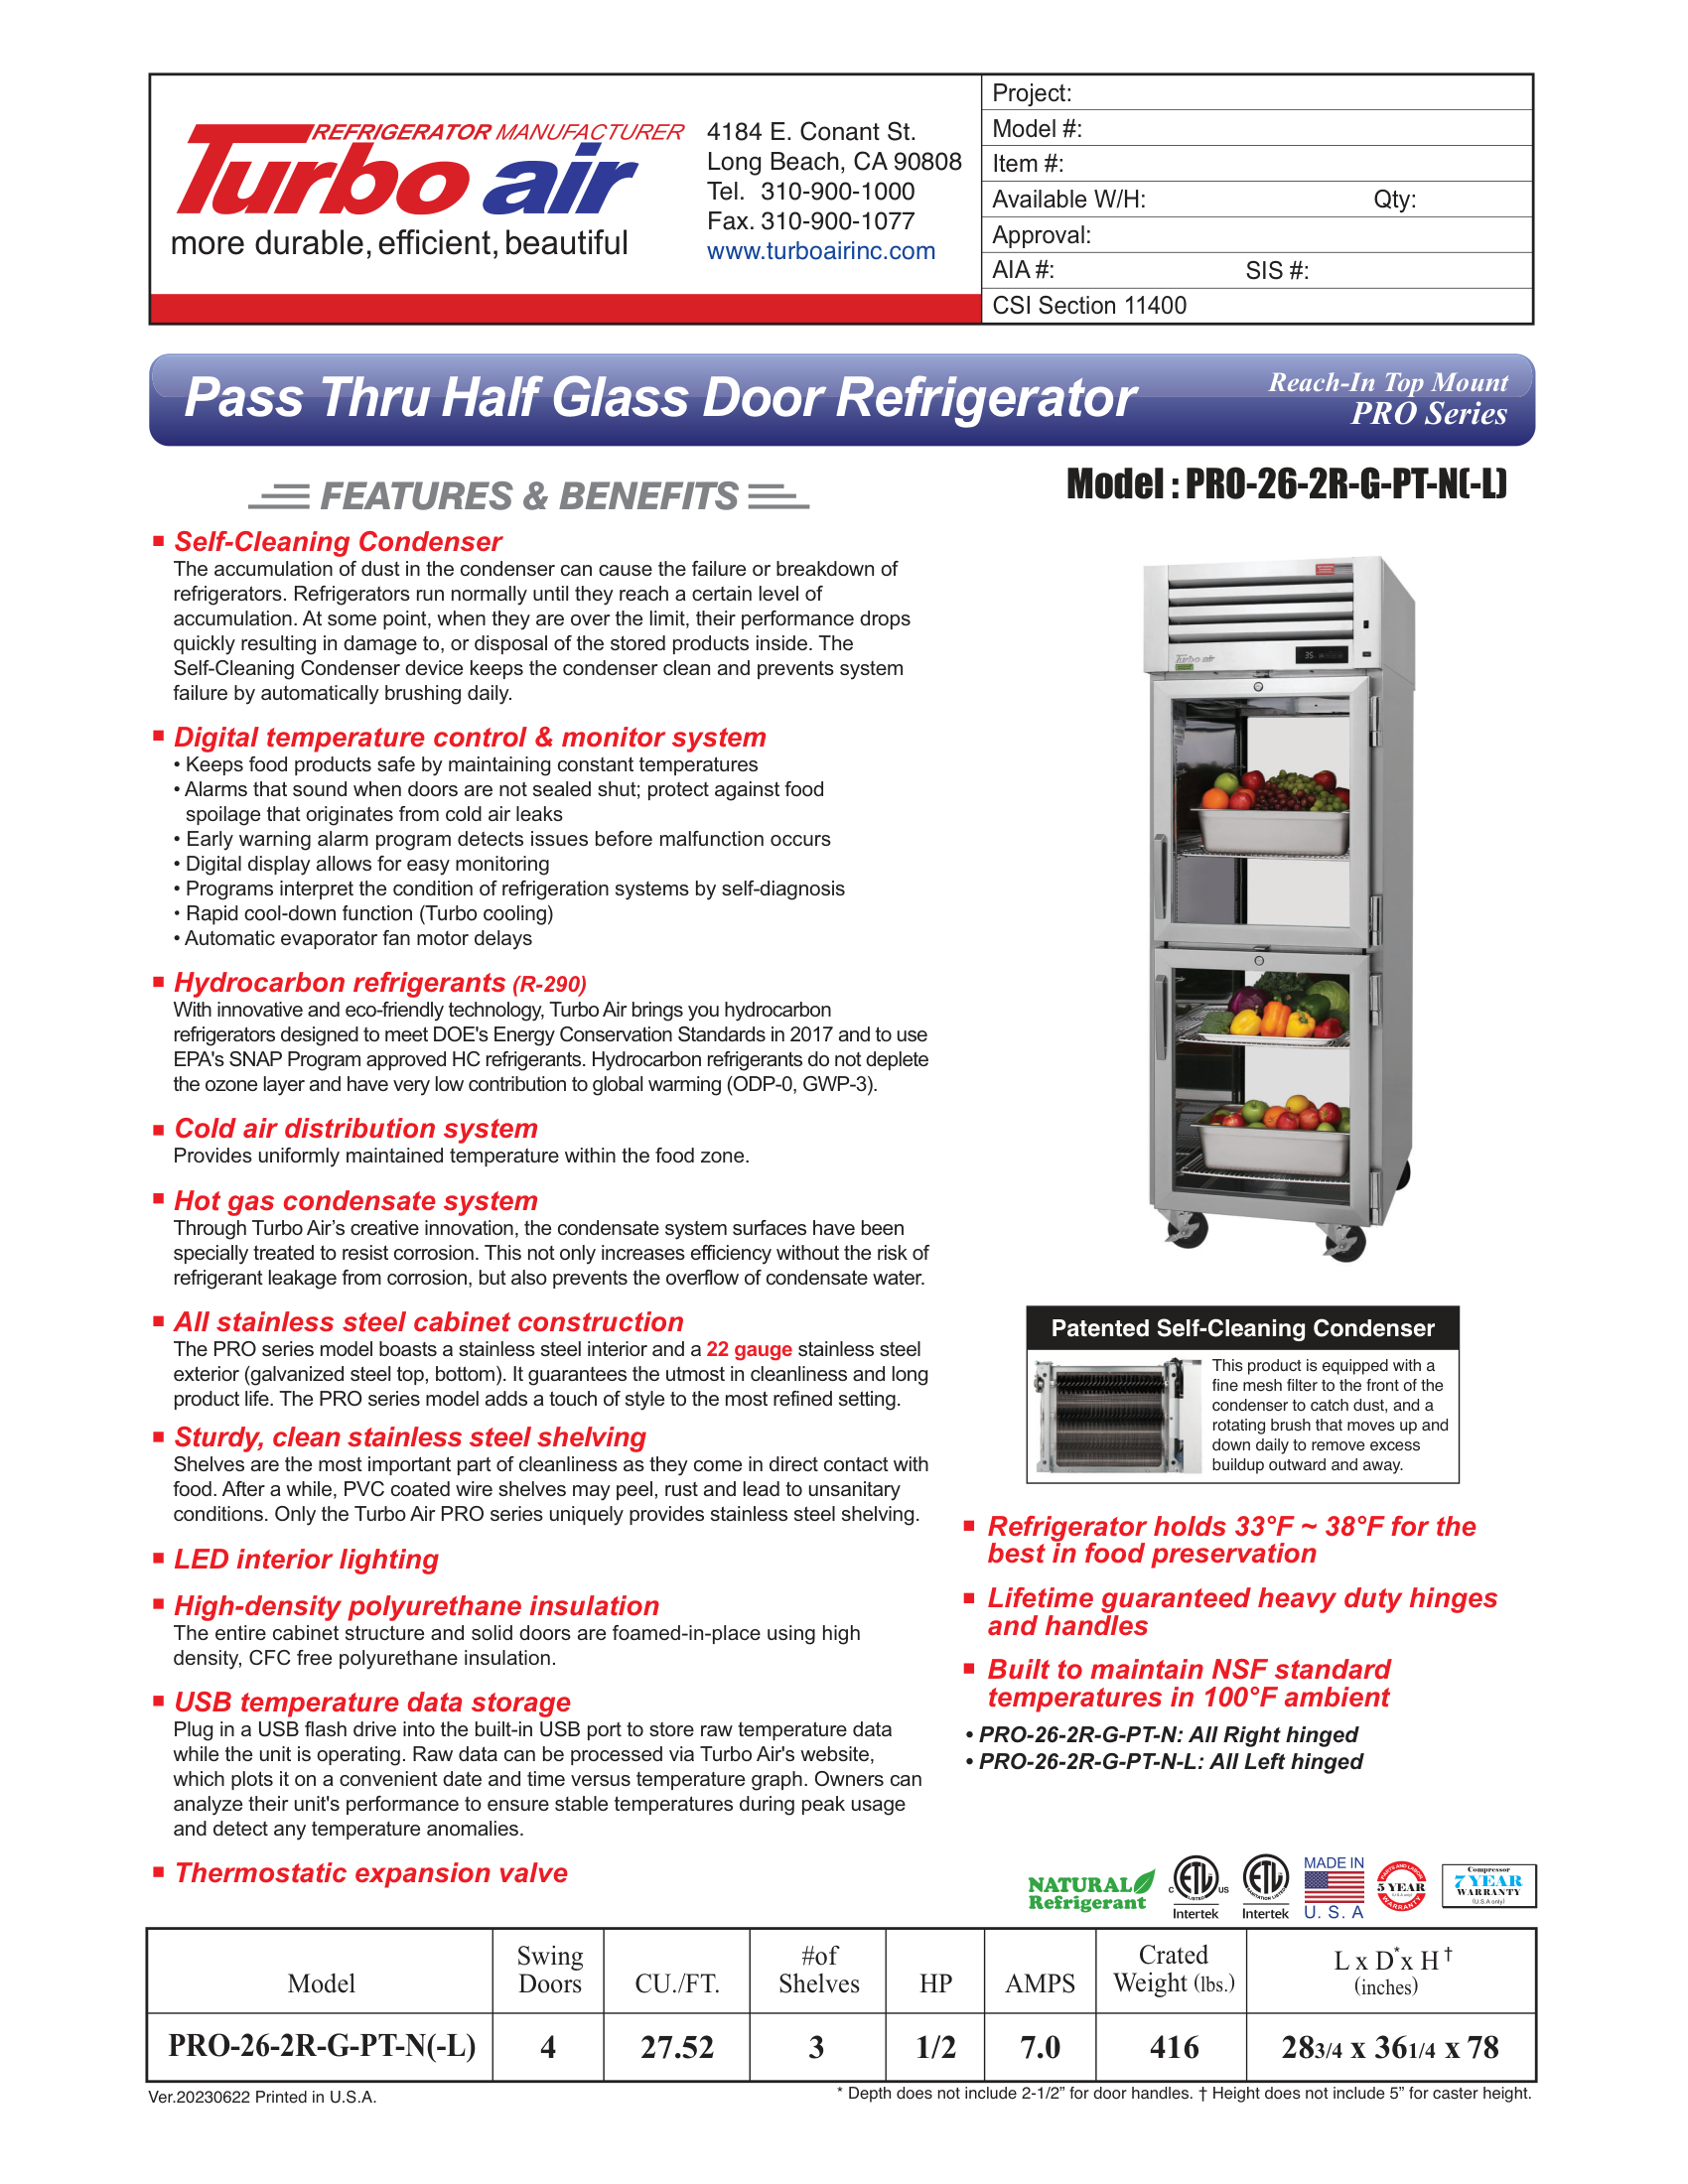 REFRIGERATOR MANUFACTURER
Turbo air
more durable, efficient, beautiful
4184 E. Conant St.
Long Beach, CA 90808
Tel. 310-900-1000
Fax. 310-900-1077
www.turboairinc.com
Project:
Model #:
Item #:
Available W/H: Qty:
Approval:
AIA #: SIS #:
CSI Section 11400
Pass Thru Half Glass Door Refrigerator
Reach-In Top Mount
PRO Series
FEATURES & BENEFITS
Model : PRO-26-2R-G-PT-N(-L)
Self-Cleaning Condenser
The accumulation of dust in the condenser can cause the failure or breakdown of
refrigerators. Refrigerators run normally until they reach a certain level of
accumulation. At some point, when they are over the limit, their performance drops
quickly resulting in damage to, or disposal of the stored products inside. The
Self-Cleaning Condenser device keeps the condenser clean and prevents system
failure by automatically brushing daily.
Digital temperature control & monitor system
• Keeps food products safe by maintaining constant temperatures
• Alarms that sound when doors are not sealed shut; protect against food
spoilage that originates from cold air leaks
• Early warning alarm program detects issues before malfunction occurs
• Digital display allows for easy monitoring
• Programs interpret the condition of refrigeration systems by self-diagnosis
• Rapid cool-down function (Turbo cooling)
• Automatic evaporator fan motor delays
Hydrocarbon refrigerants (R-290)
With innovative and eco-friendly technology, Turbo Air brings you hydrocarbon
refrigerators designed to meet DOE's Energy Conservation Standards in 2017 and to use
EPA's SNAP Program approved HC refrigerants. Hydrocarbon refrigerants do not deplete
the ozone layer and have very low contribution to global warming (ODP-0, GWP-3).
Cold air distribution system
Provides uniformly maintained temperature within the food zone.
Hot gas condensate system
Through Turbo Air's creative innovation, the condensate system surfaces have been
specially treated to resist corrosion. This not only increases efficiency without the risk of
refrigerant leakage from corrosion, but also prevents the overflow of condensate water.
All stainless steel cabinet construction
The PRO series model boasts a stainless steel interior and a 22 gauge stainless steel
exterior (galvanized steel top, bottom). It guarantees the utmost in cleanliness and long
product life. The PRO series model adds a touch of style to the most refined setting.
Sturdy, clean stainless steel shelving
Shelves are the most important part of cleanliness as they come in direct contact with
food. After a while, PVC coated wire shelves may peel, rust and lead to unsanitary
conditions. Only the Turbo Air PRO series uniquely provides stainless steel shelving.
LED interior lighting
High-density polyurethane insulation
The entire cabinet structure and solid doors are foamed-in-place using high
density, CFC free polyurethane insulation.
USB temperature data storage
Plug in a USB flash drive into the built-in USB port to store raw temperature data
while the unit is operating. Raw data can be processed via Turbo Air's website,
which plots it on a convenient date and time versus temperature graph. Owners can
analyze their unit's performance to ensure stable temperatures during peak usage
and detect any temperature anomalies.
Thermostatic expansion valve
Turbo air
35
Patented Self-Cleaning Condenser
This product is equipped with a
fine mesh filter to the front of the
condenser to catch dust, and a
rotating brush that moves up and
down daily to remove excess
buildup outward and away.
Refrigerator holds 33°F ~ 38°F for the
best in food preservation
Lifetime guaranteed heavy duty hinges
and handles
Built to maintain NSF standard
temperatures in 100°F ambient
• PRO-26-2R-G-PT-N: All Right hinged
• PRO-26-2R-G-PT-N-L: All Left hinged
NATURAL
Refrigerant
C ETL US
LISTED
Intertek
ETL
SANITATION LISTED
Intertek
MADE IN
U. S. A
PARTS AND LABOR
5 YEAR
(U.S.A only)
WARRANTY
Compressor
7 YEAR
WARRANTY
(U.S.A only)
Model Swing Doors CU./FT. #of Shelves HP AMPS Crated Weight (lbs.) L x D* x H† (inches)
PRO-26-2R-G-PT-N(-L) 4 27.52 3 1/2 7.0 416 283/4 x 361/4 x 78
Ver.20230622 Printed in U.S.A.
* Depth does not include 2-1/2" for door handles. † Height does not include 5" for caster height.